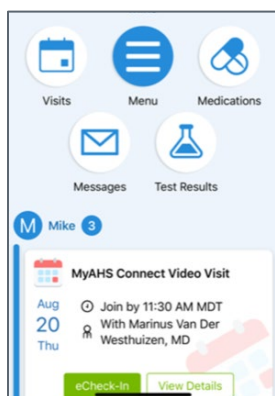 Visits Menu Medications
Messages Test Results
M Mike 3
MyAHS Connect Video Visit
Aug
20
Thu
Join by 11:30 AM MDT
With Marinus Van Der
Westhuizen, MD
eCheck-In View Details